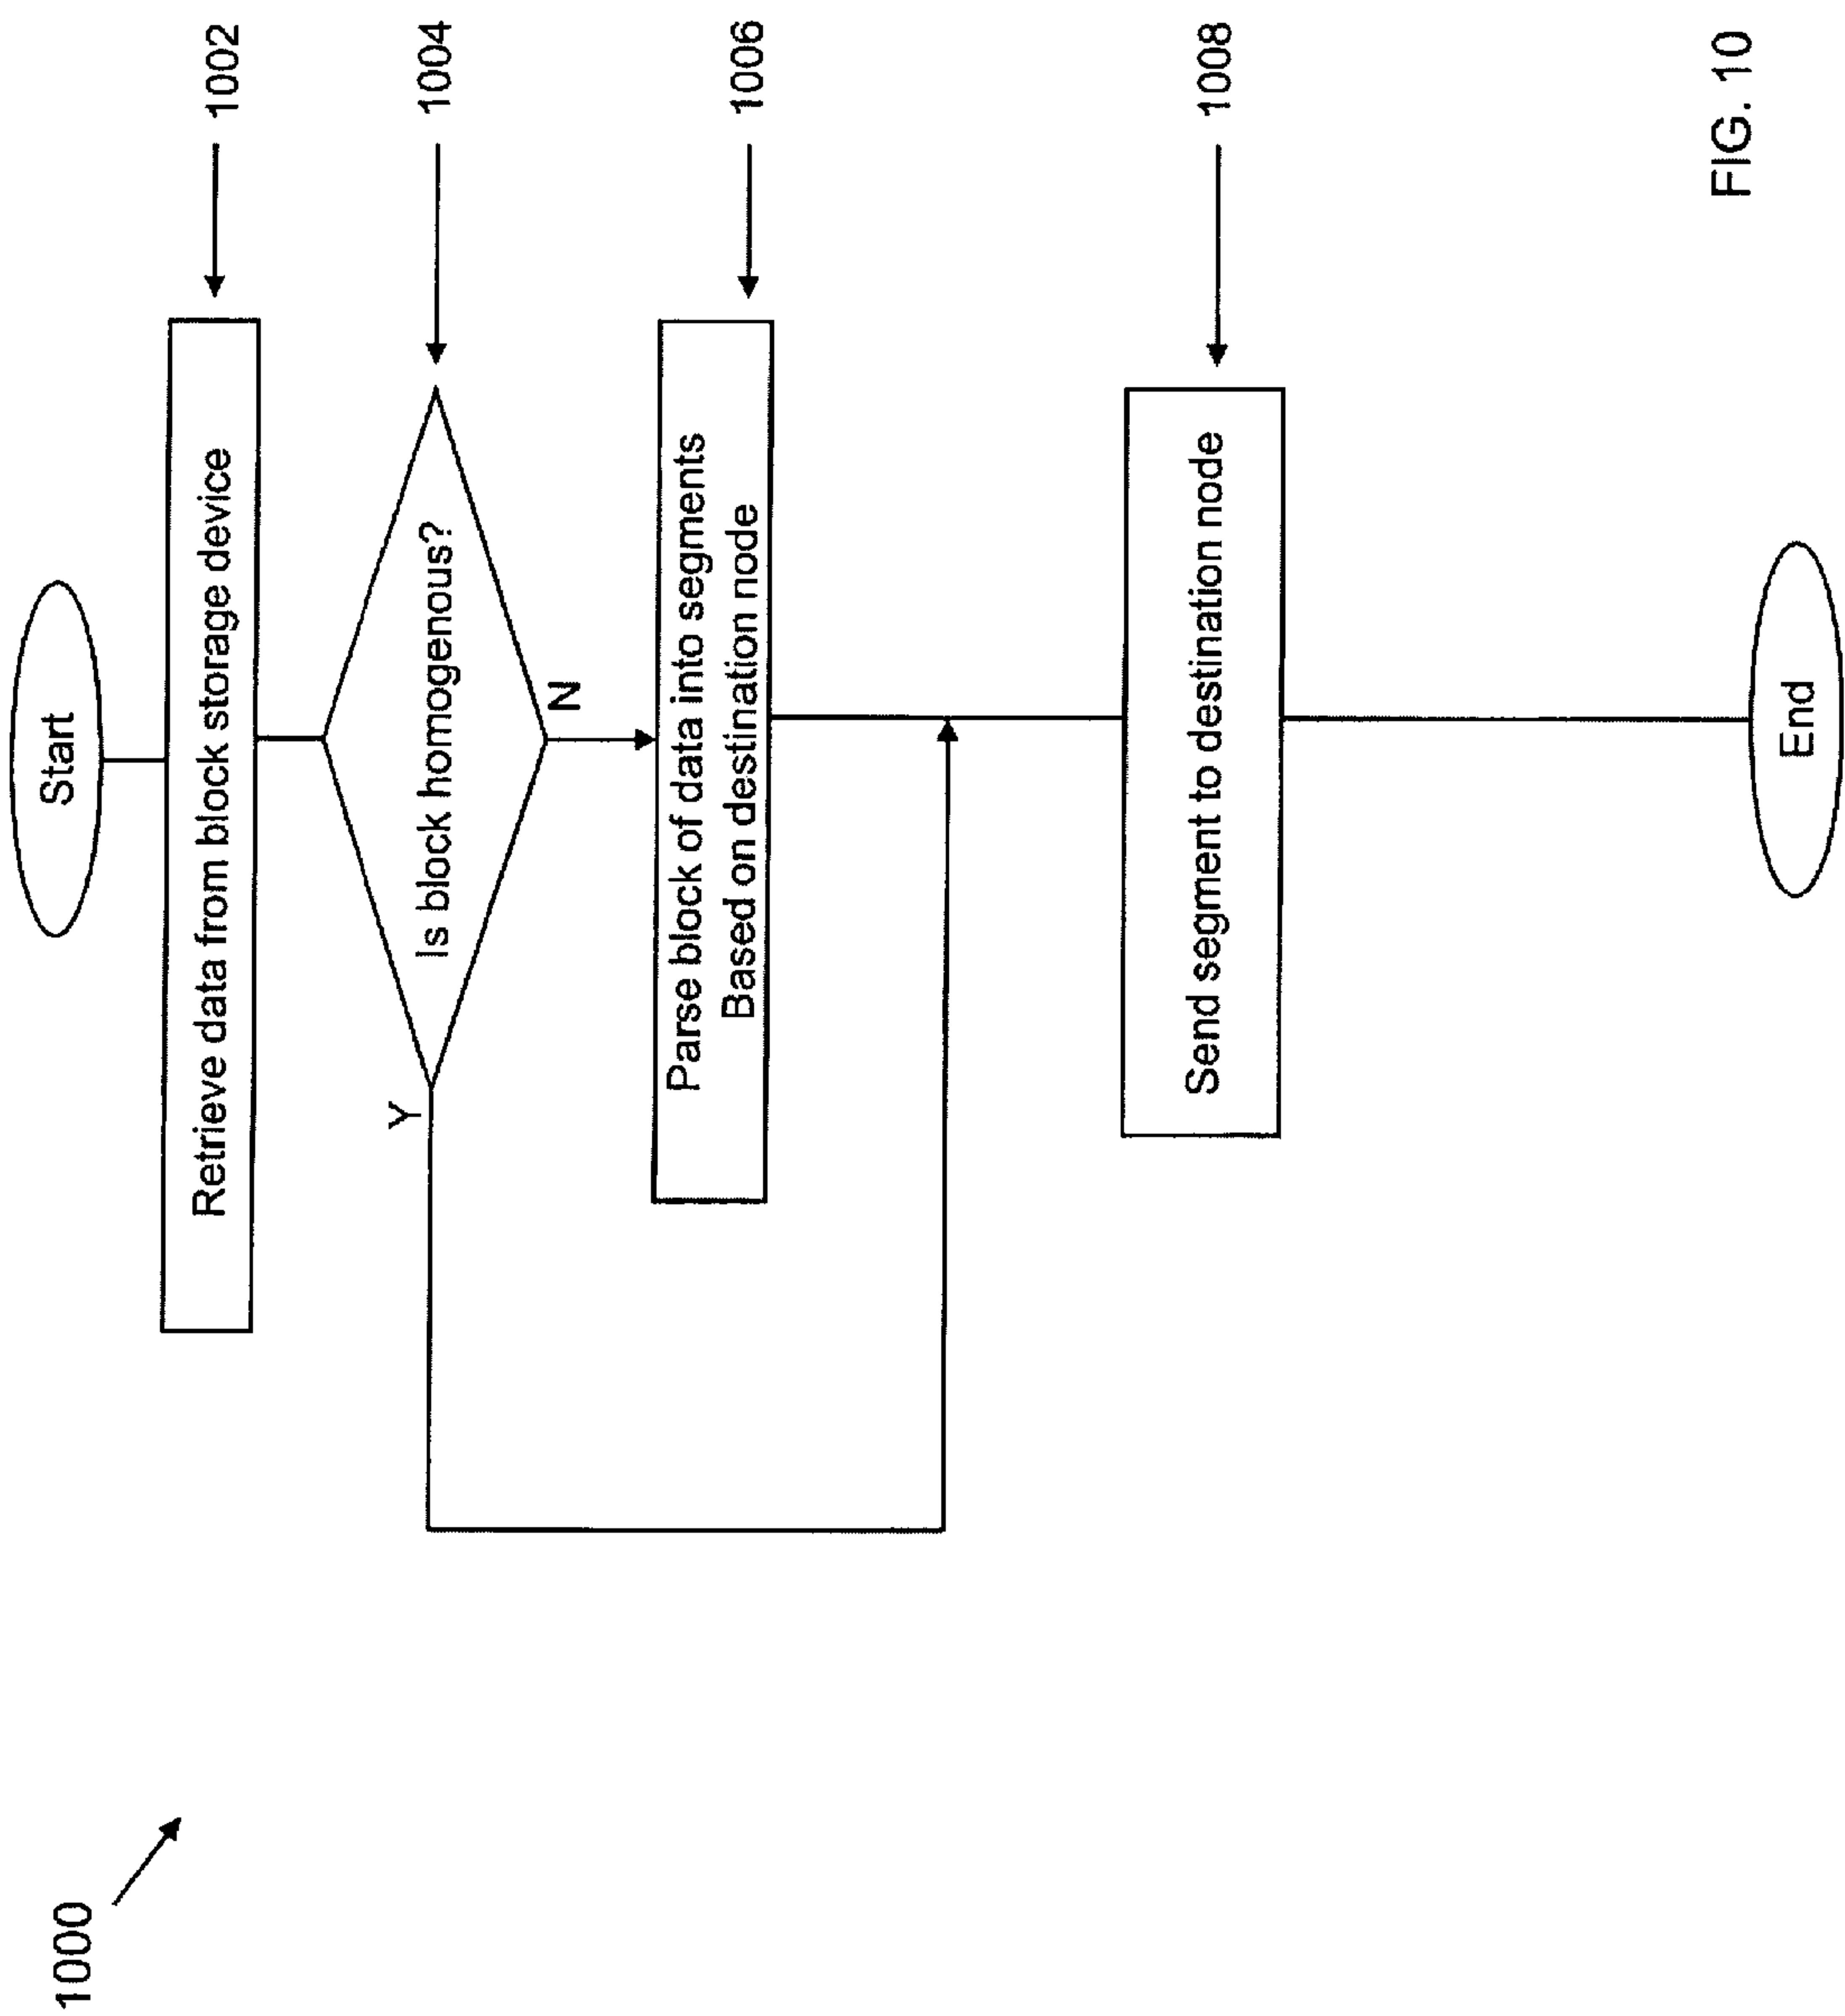 1000
Start
Retrieve data from block storage device
1002
Is block homogenous?
1004
Y
N
Parse block of data into segments
Based on destination node
1006
Send segment to destination node
1008
End
FIG. 10